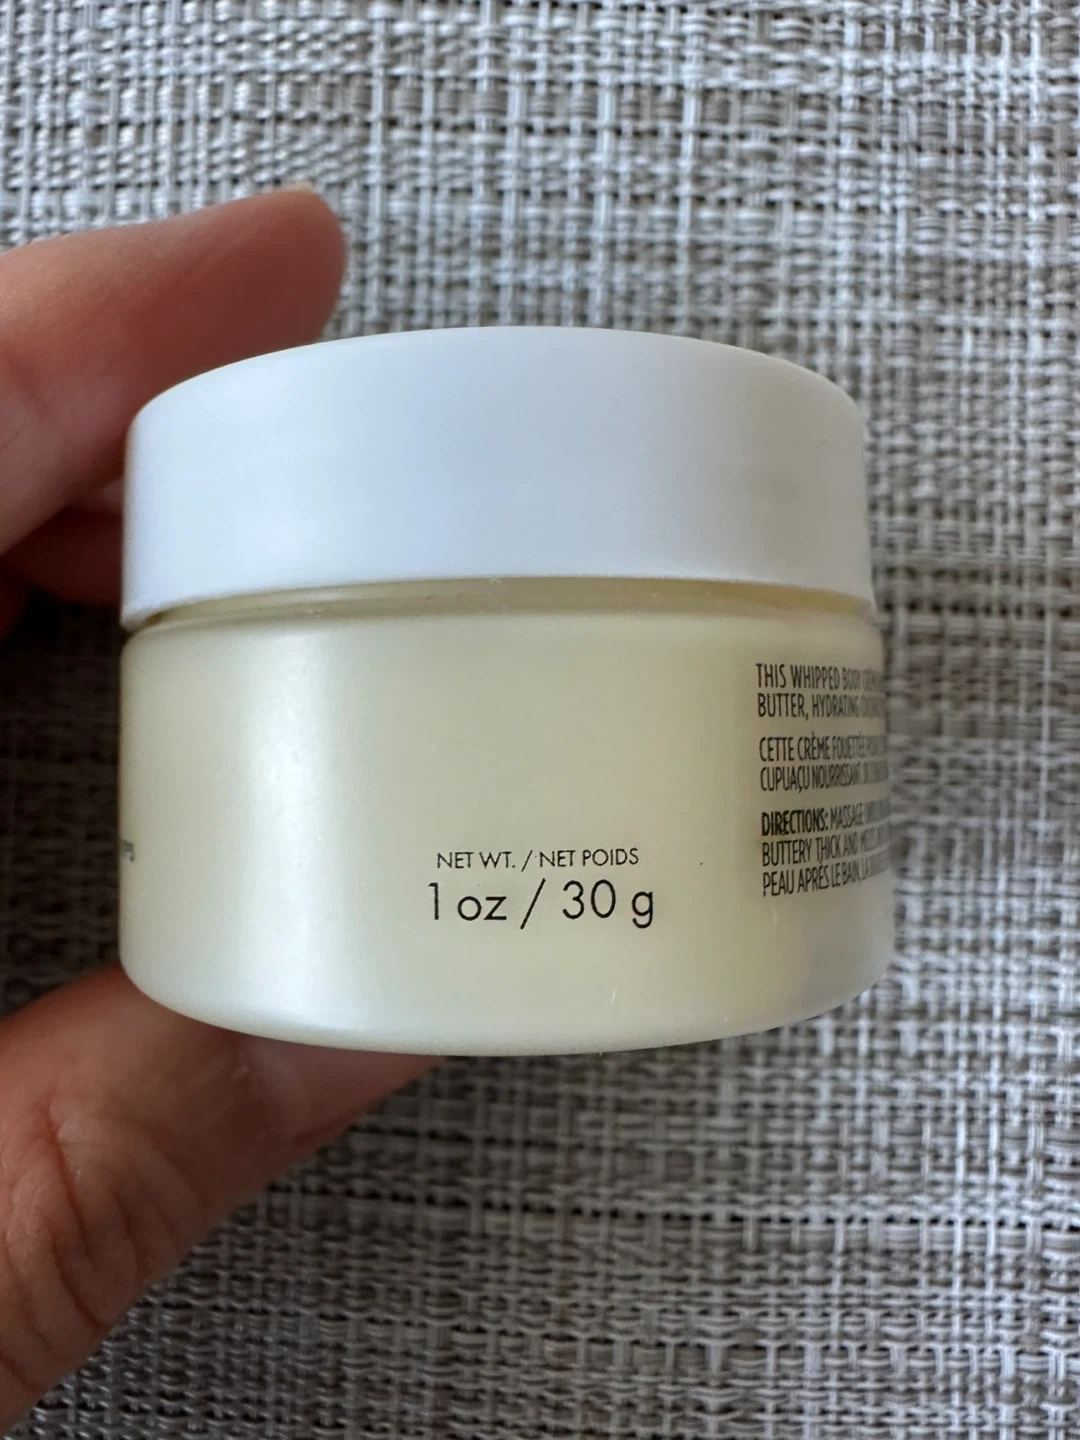 NET WT. / NET POIDS
1 oz / 30 g
THIS WHIPPED BODY
BUTTER, HYDRATING
CETTE CRÈME FOUETTÉE
CUPUAÇU NOURRISSANT,
DIRECTIONS: MASSAGE
BUTTERY THICK AND
PEAU APRÈS LE BAIN, LA